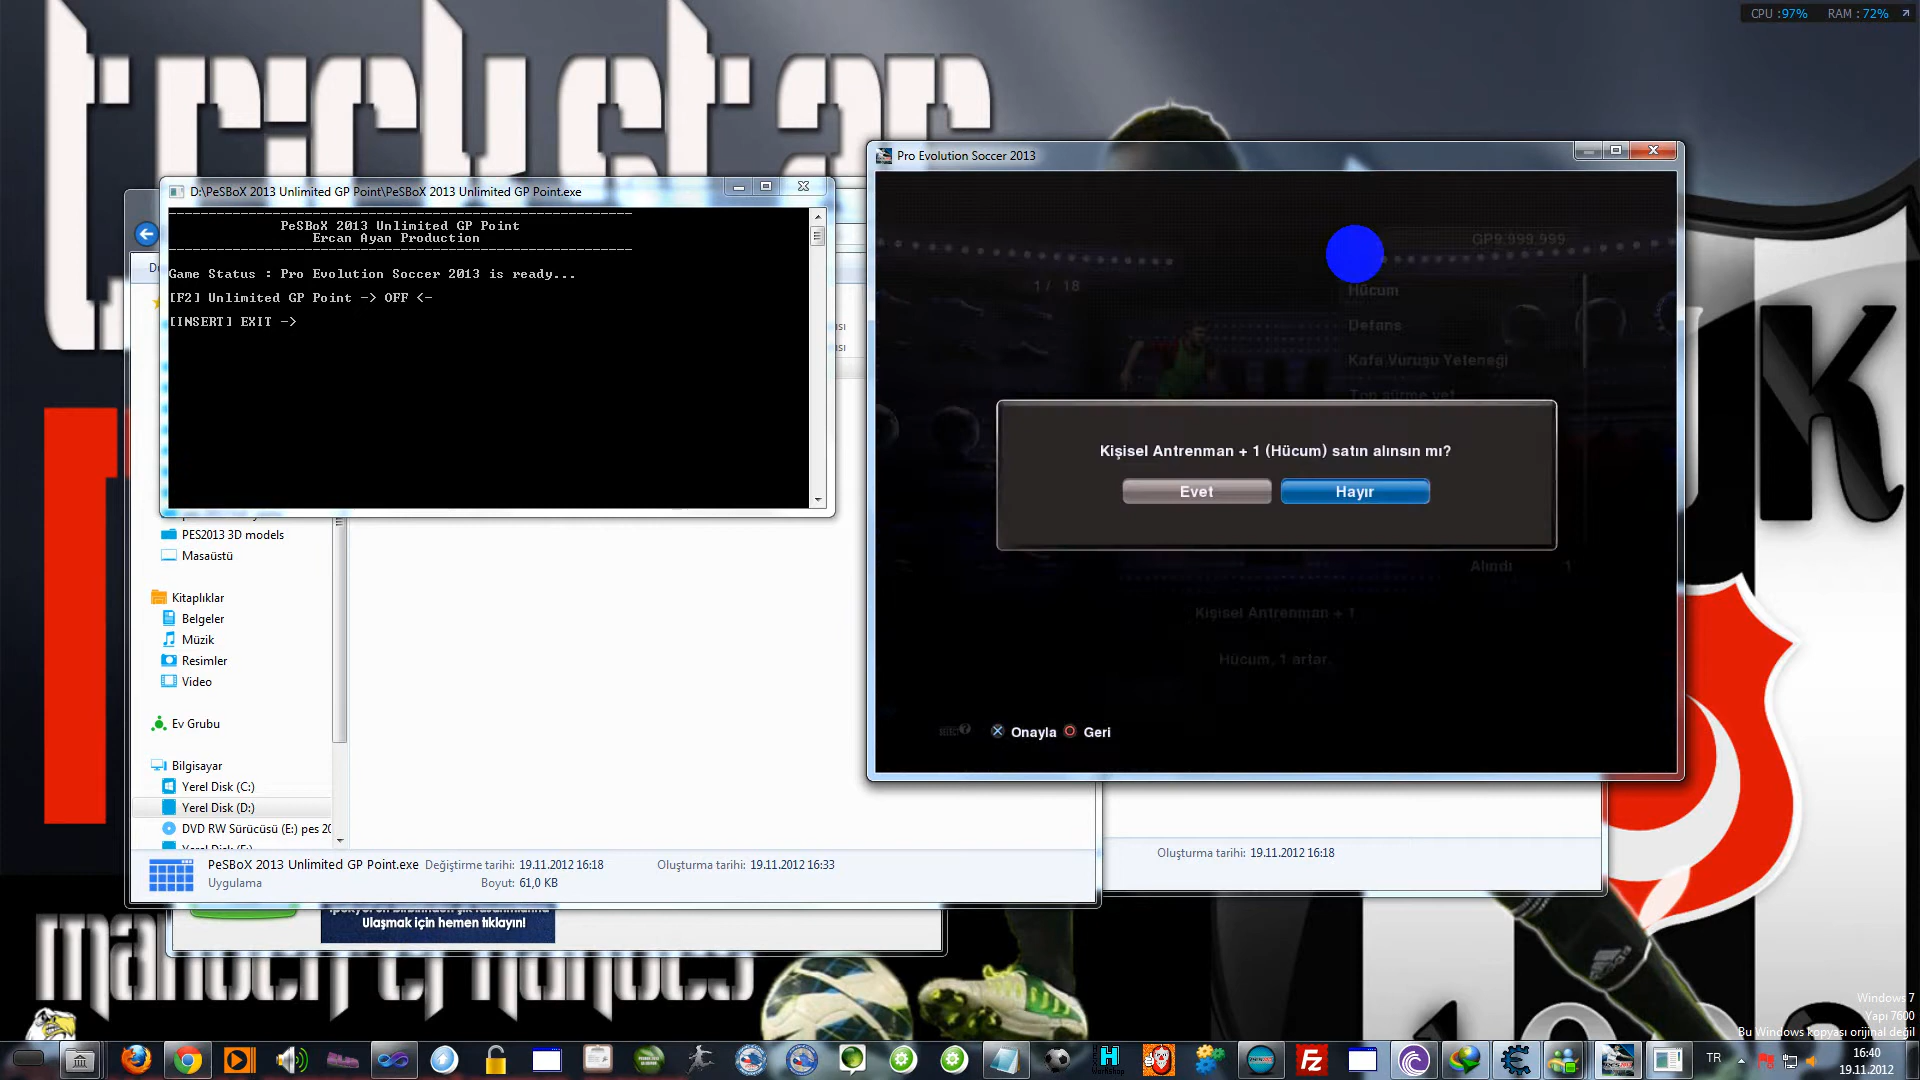 trickstar
CPU :97% RAM : 72%
Pro Evolution Soccer 2013
D:\PeSBoX 2013 Unlimited GP Point\PeSBoX 2013 Unlimited GP Point.exe
PeSBoX 2013 Unlimited GP Point
Ercan Ayan Production
Game Status : Pro Evolution Soccer 2013 is ready...
[F2] Unlimited GP Point -> OFF <-
[INSERT] EXIT ->
GP9.999.999
1 / 18
Hücum
Defans
Kafa Vuruşu Yeteneği
Top sürme yet
Kişisel Antrenman + 1 (Hücum) satın alınsın mı?
Evet Hayır
Alındı 1
Kişisel Antrenman + 1
Hücum, 1 artar.
Onayla Geri
PES2013 3D models
Masaüstü
Kitaplıklar
Belgeler
Müzik
Resimler
Video
Ev Grubu
Bilgisayar
Yerel Disk (C:)
Yerel Disk (D:)
DVD RW Sürücüsü (E:) pes 20
PeSBoX 2013 Unlimited GP Point.exe Değiştirme tarihi: 19.11.2012 16:18 Oluşturma tarihi: 19.11.2012 16:33
Uygulama Boyut: 61,0 KB
Oluşturma tarihi: 19.11.2012 16:18
Ulaşmak için hemen tıklayın!
Windows 7
Yapı 7600
Bu Windows kopyası orijinal değil
TR
16:40
19.11.2012